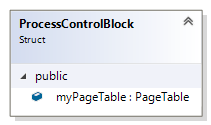 ProcessControlBlock
Struct
public
myPageTable : PageTable